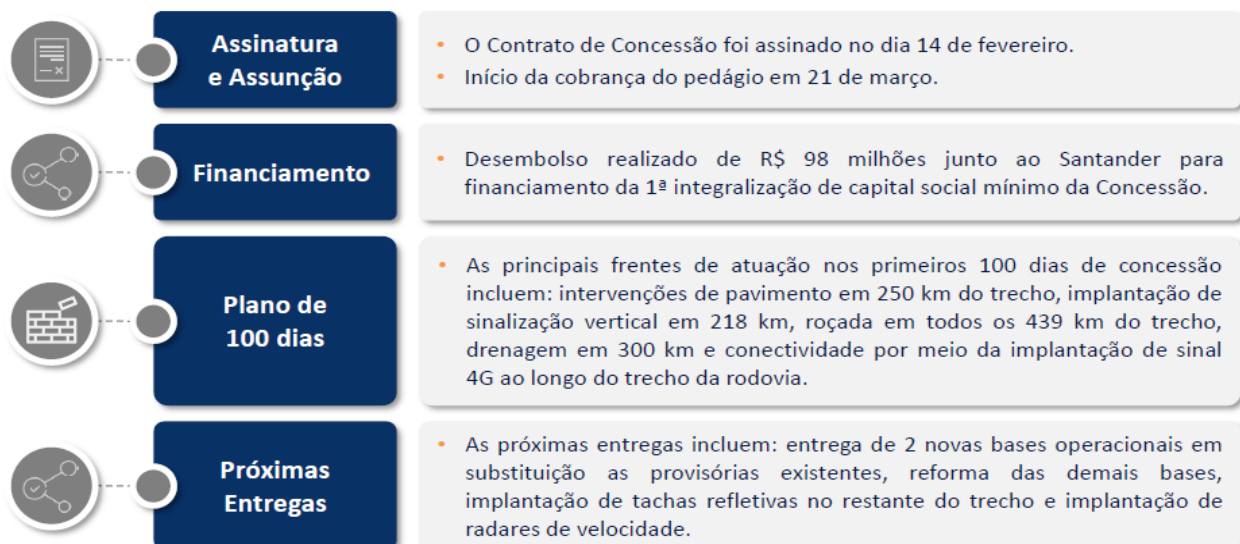 Assinatura
e Assunção
• O Contrato de Concessão foi assinado no dia 14 de fevereiro.
• Início da cobrança do pedágio em 21 de março.
Financiamento
• Desembolso realizado de R$ 98 milhões junto ao Santander para
financiamento da 1ª integralização de capital social mínimo da Concessão.
Plano de
100 dias
• As principais frentes de atuação nos primeiros 100 dias de concessão
incluem: intervenções de pavimento em 250 km do trecho, implantação de
sinalização vertical em 218 km, roçada em todos os 439 km do trecho,
drenagem em 300 km e conectividade por meio da implantação de sinal
4G ao longo do trecho da rodovia.
Próximas
Entregas
• As próximas entregas incluem: entrega de 2 novas bases operacionais em
substituição as provisórias existentes, reforma das demais bases,
implantação de tachas refletivas no restante do trecho e implantação de
radares de velocidade.